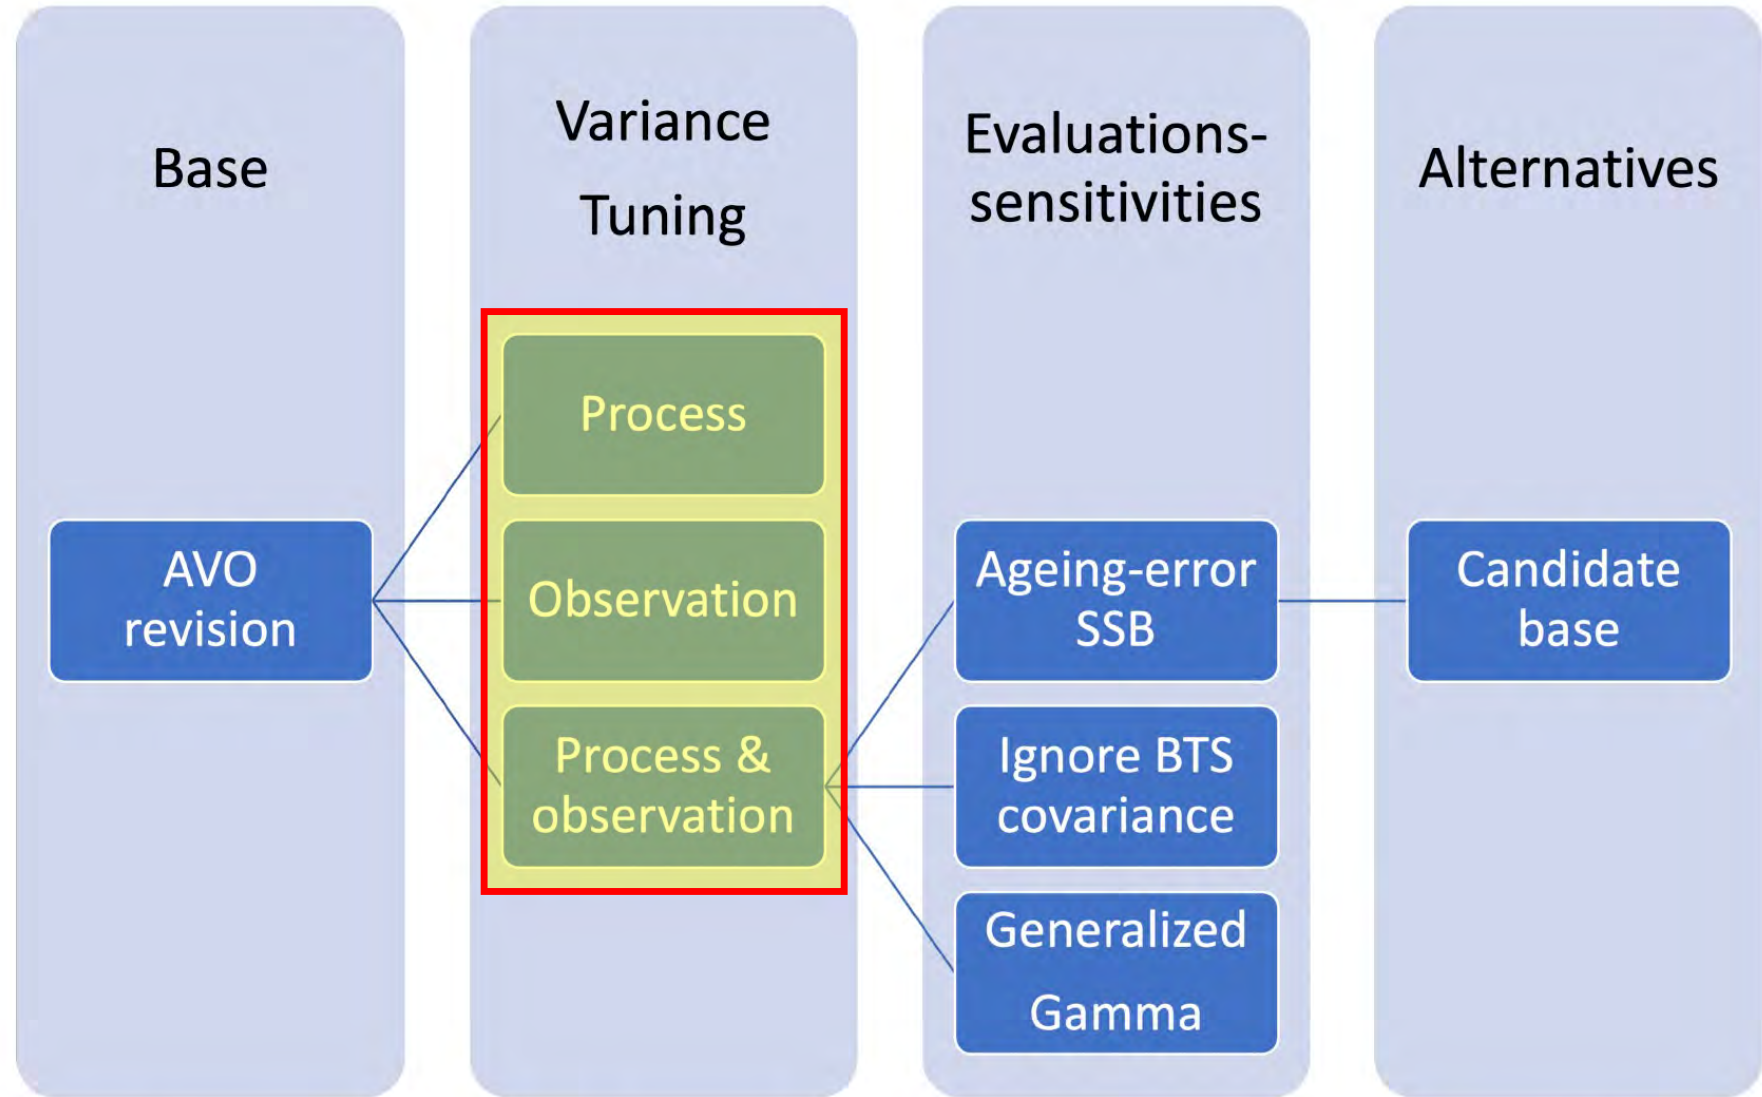 Base
Variance
Tuning
Evaluations-
sensitivities
Alternatives
AVO
revision
Process
Observation
Process &
observation
Ageing-error
SSB
Ignore BTS
covariance
Generalized
Gamma
Candidate
base